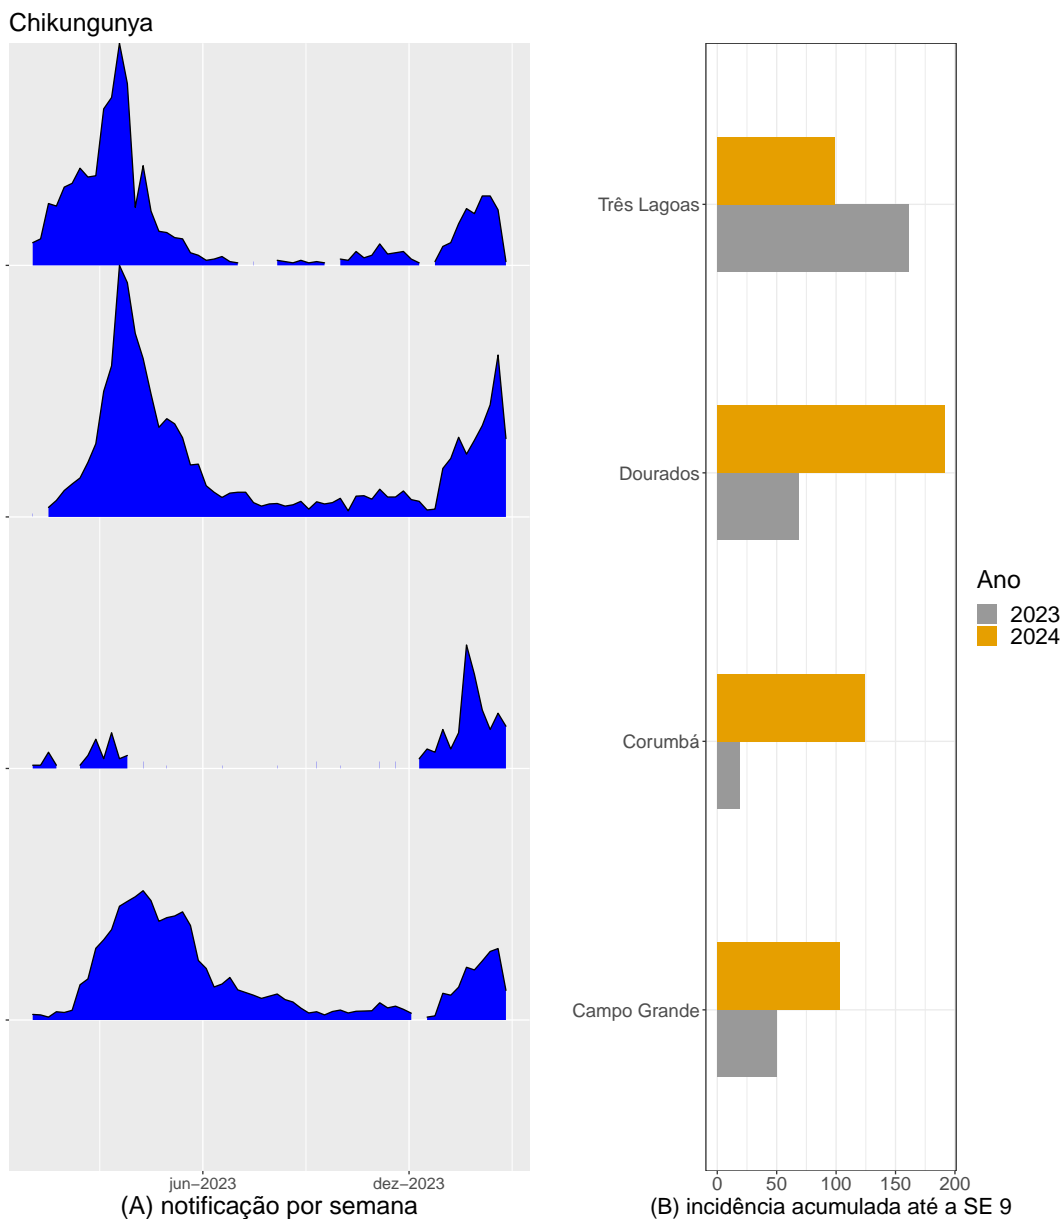 Chikungunya
jun–2023
dez–2023
(A) notificação por semana
Três Lagoas
Dourados
Corumbá
Campo Grande
0
50
100
150
200
(B) incidência acumulada até a SE 9
Ano
2023
2024